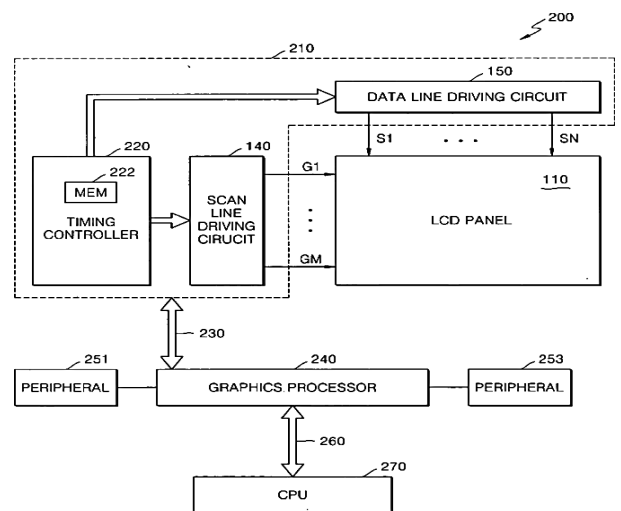 200
210
150
DATA LINE DRIVING CIRCUIT
S1
. . .
SN
220
222
MEM
TIMING
CONTROLLER
140
SCAN
LINE
DRIVING
CIRUCIT
G1
GM
110
LCD PANEL
230
251
PERIPHERAL
240
GRAPHICS PROCESSOR
253
PERIPHERAL
260
270
CPU